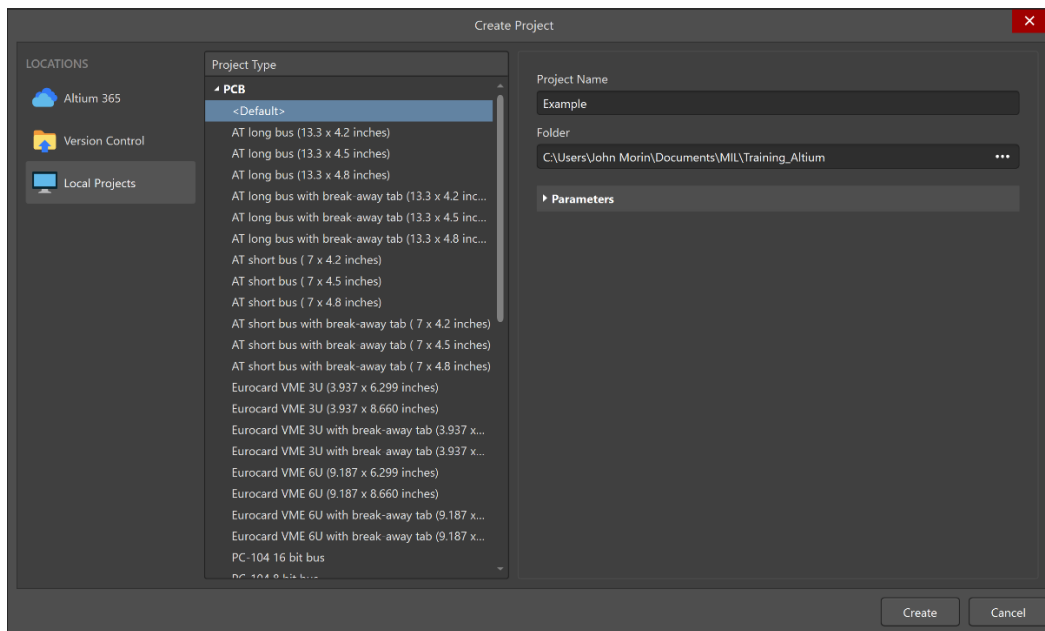 Create Project
LOCATIONS
Altium 365
Version Control
Local Projects
Project Type
PCB
<Default>
AT long bus (13.3 x 4.2 inches)
AT long bus (13.3 x 4.5 inches)
AT long bus (13.3 x 4.8 inches)
AT long bus with break-away tab (13.3 x 4.2 inc...
AT long bus with break-away tab (13.3 x 4.5 inc...
AT long bus with break-away tab (13.3 x 4.8 inc...
AT short bus ( 7 x 4.2 inches)
AT short bus ( 7 x 4.5 inches)
AT short bus ( 7 x 4.8 inches)
AT short bus with break-away tab ( 7 x 4.2 inches)
AT short bus with break-away tab ( 7 x 4.5 inches)
AT short bus with break-away tab ( 7 x 4.8 inches)
Eurocard VME 3U (3.937 x 6.299 inches)
Eurocard VME 3U (3.937 x 8.660 inches)
Eurocard VME 3U with break-away tab (3.937 x...
Eurocard VME 3U with break-away tab (3.937 x...
Eurocard VME 6U (9.187 x 6.299 inches)
Eurocard VME 6U (9.187 x 8.660 inches)
Eurocard VME 6U with break-away tab (9.187 x...
Eurocard VME 6U with break-away tab (9.187 x...
PC-104 16 bit bus
PC-104 8 bit bus
Project Name
Example
Folder
C:\Users\John Morin\Documents\MIL\Training_Altium
Parameters
Create
Cancel